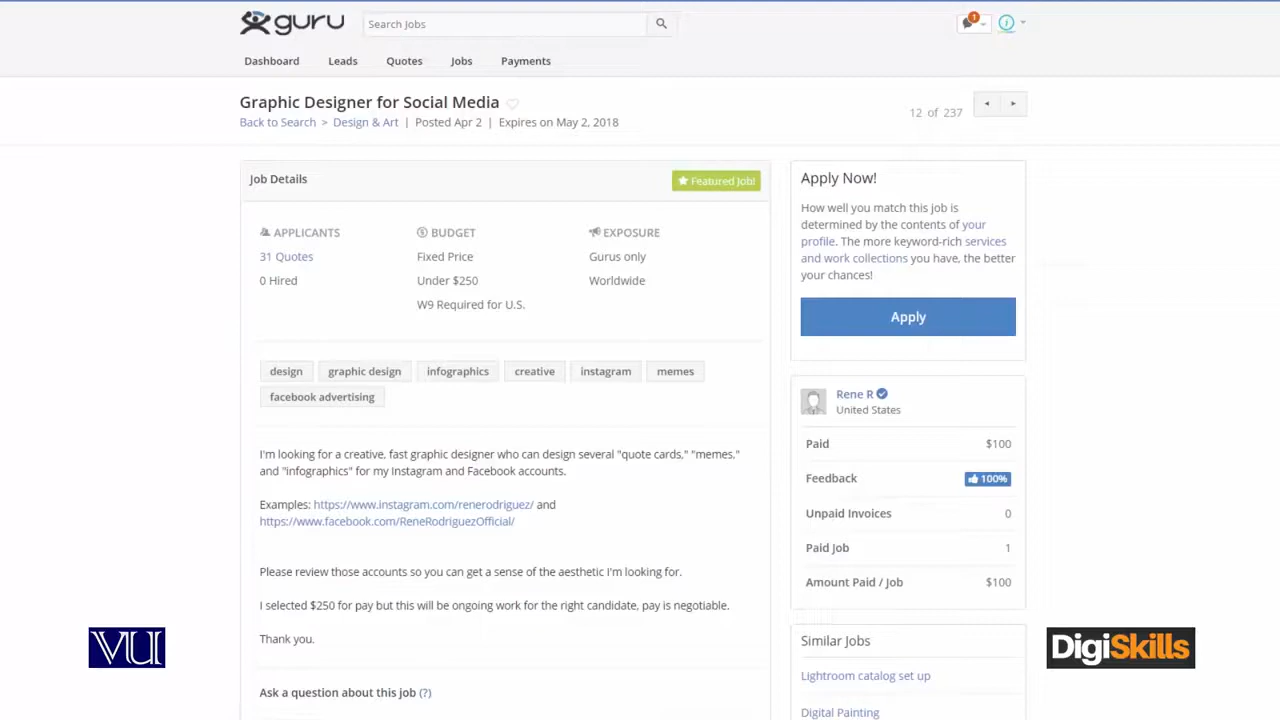 guru
Search Jobs
1
Dashboard Leads Quotes Jobs Payments
Graphic Designer for Social Media
12 of 237
Back to Search > Design & Art | Posted Apr 2 | Expires on May 2, 2018
Job Details
Featured Job!
APPLICANTS BUDGET EXPOSURE
31 Quotes Fixed Price Gurus only
0 Hired Under $250 Worldwide
W9 Required for U.S.
design graphic design infographics creative instagram memes
facebook advertising
I'm looking for a creative, fast graphic designer who can design several "quote cards," "memes,"
and "infographics" for my Instagram and Facebook accounts.
Examples: https://www.instagram.com/renerodriguez/ and
https://www.facebook.com/ReneRodriguezOfficial/
Please review those accounts so you can get a sense of the aesthetic I'm looking for.
I selected $250 for pay but this will be ongoing work for the right candidate, pay is negotiable.
Thank you.
Ask a question about this job (?)
Apply Now!
How well you match this job is
determined by the contents of your
profile. The more keyword-rich services
and work collections you have, the better
your chances!
Apply
Rene R
United States
Paid $100
Feedback 100%
Unpaid Invoices 0
Paid Job 1
Amount Paid / Job $100
Similar Jobs
Lightroom catalog set up
Digital Painting
VU
DigiSkills